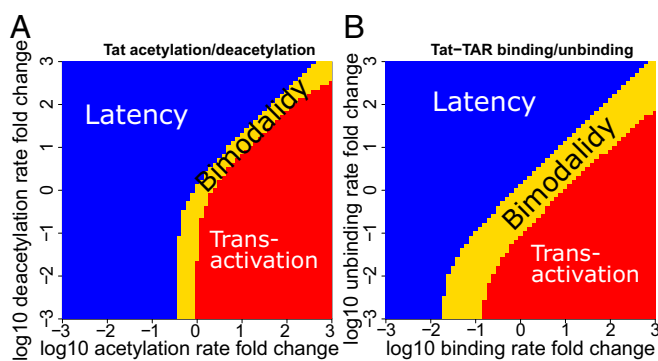 A
Tat acetylation/deacetylation
log10 deacetylation rate fold change
3
2
1
0
−1
−2
−3
Latency
Bimodalidy
Trans-
activation
−3 −2 −1 0 1 2 3
log10 acetylation rate fold change
B
Tat−TAR binding/unbinding
log10 unbinding rate fold change
3
2
1
0
−1
−2
−3
Latency
Bimodalidy
Trans-
activation
−3 −2 −1 0 1 2 3
log10 binding rate fold change